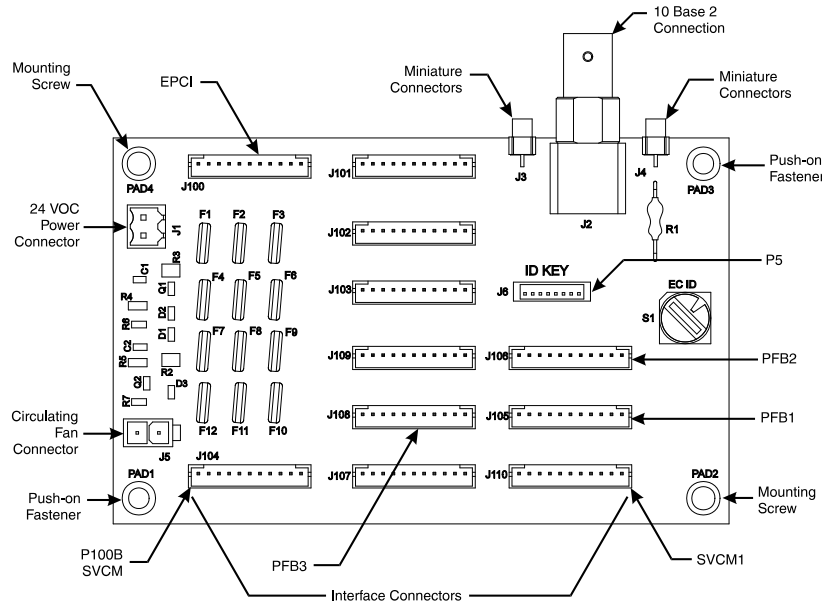 10 Base 2
Connection
Mounting
Screw
EPCI
Miniature
Connectors
Miniature
Connectors
PAD4
J100
J101
J3
J4
PAD3
Push-on
Fastener
24 VOC
Power
Connector
J1
F1
F2
F3
J102
J2
R1
R3
C1
Q1
F4
F5
F6
J103
ID KEY
J6
P5
EC ID
S1
R4
D2
R6
D1
F7
F8
F9
C2
R5
R2
J109
J106
PFB2
Q2
D3
R7
Circulating
Fan
Connector
J5
F12
F11
F10
J108
J105
PFB1
PAD1
J104
J107
J110
PAD2
Push-on
Fastener
Mounting
Screw
P100B
SVCM
PFB3
SVCM1
Interface Connectors